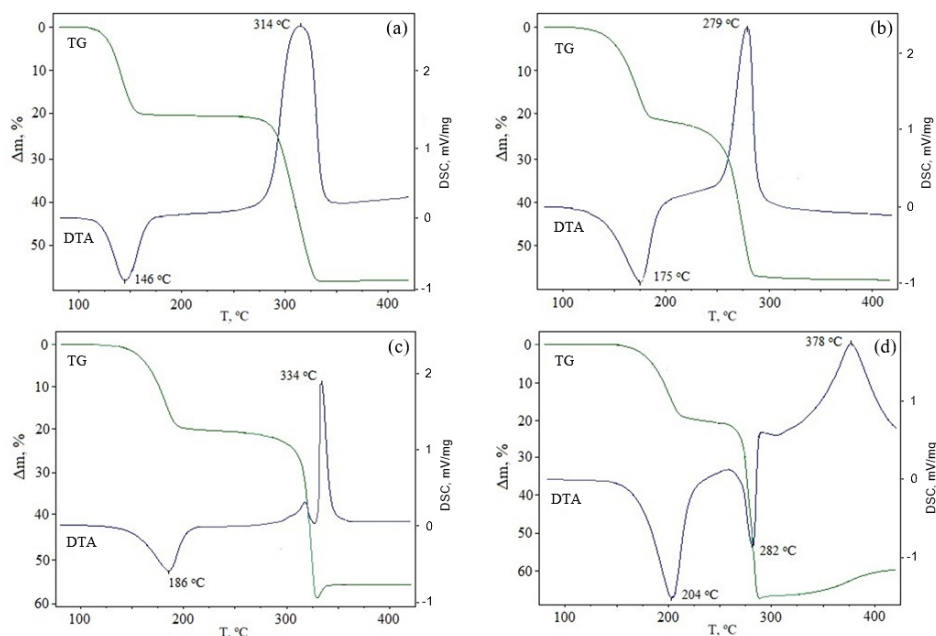 314 °C
(a)
0
TG
10
20
30
40
50
DTA
146 °C
2
1
0
-1
100
200
300
400
Δm, %
DSC, mV/mg
T, °C
279 °C
(b)
0
TG
10
20
30
40
50
DTA
175 °C
2
1
0
-1
100
200
300
400
Δm, %
DSC, mV/mg
T, °C
(c)
0
TG
334 °C
10
20
30
40
50
60
DTA
186 °C
2
1
0
-1
100
200
300
400
Δm, %
DSC, mV/mg
T, °C
378 °C
(d)
0
TG
10
20
30
40
50
60
DTA
282 °C
204 °C
1
0
-1
100
200
300
400
Δm, %
DSC, mV/mg
T, °C